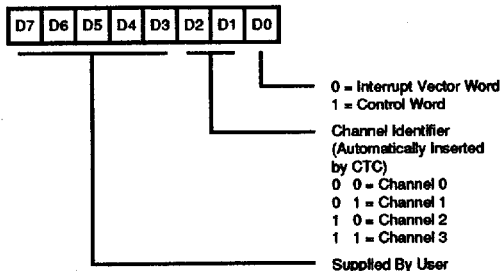 D7 D6 D5 D4 D3 D2 D1 D0
0 = Interrupt Vector Word
1 = Control Word
Channel Identifier
(Automatically Inserted
by CTC)
0 0 = Channel 0
0 1 = Channel 1
1 0 = Channel 2
1 1 = Channel 3
Supplied By User